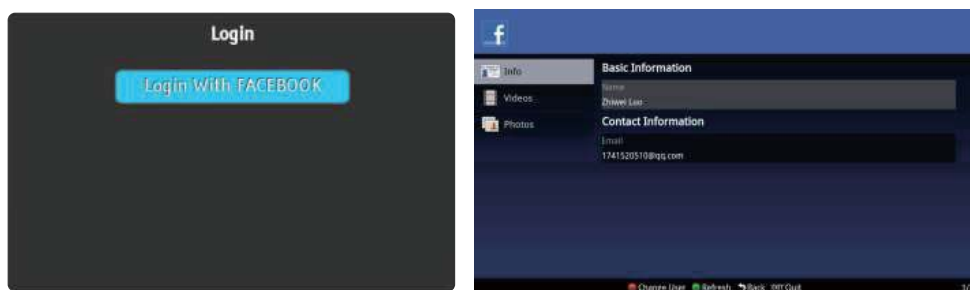 Login
Login With FACEBOOK
f
Info
Videos
Photos
Basic Information
Name
Zhiwei Luo
Contact Information
Email
1741520510@qq.com
Change User Refresh Back EXIT Quit